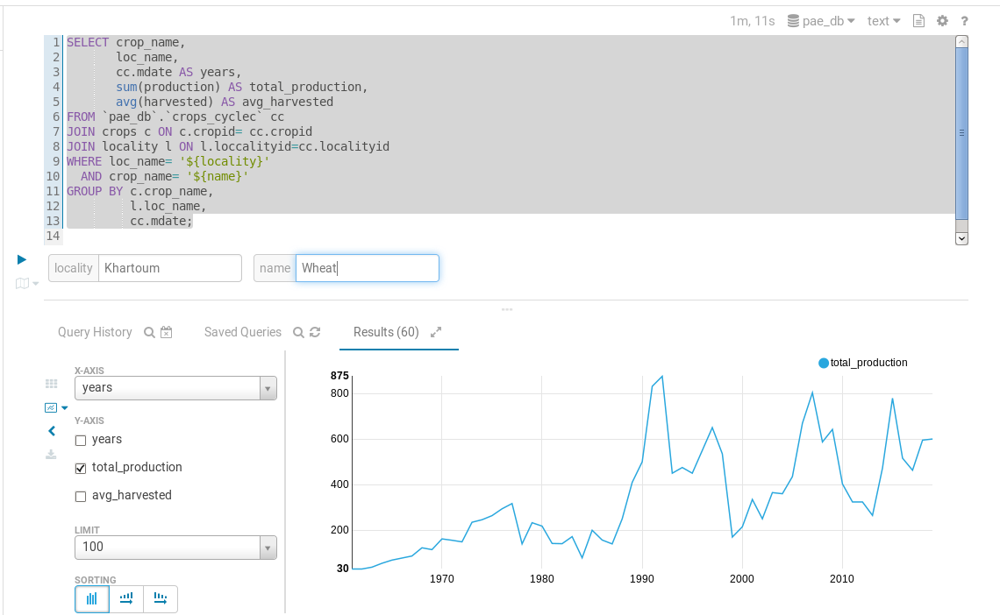 1m, 11s pae_db text ?
1 SELECT crop_name,
2 loc_name,
3 cc.mdate AS years,
4 sum(production) AS total_production,
5 avg(harvested) AS avg_harvested
6 FROM `pae_db`.`crops_cyclec` cc
7 JOIN crops c ON c.cropid= cc.cropid
8 JOIN locality l ON l.loccalityid=cc.localityid
9 WHERE loc_name= '${locality}'
10 AND crop_name= '${name}'
11 GROUP BY c.crop_name,
12 l.loc_name,
13 cc.mdate;
14
locality Khartoum name Wheat
Query History Saved Queries Results (60)
X-AXIS
years
Y-AXIS
years
total_production
avg_harvested
LIMIT
100
SORTING
total_production
875
800
600
400
200
30
1970 1980 1990 2000 2010